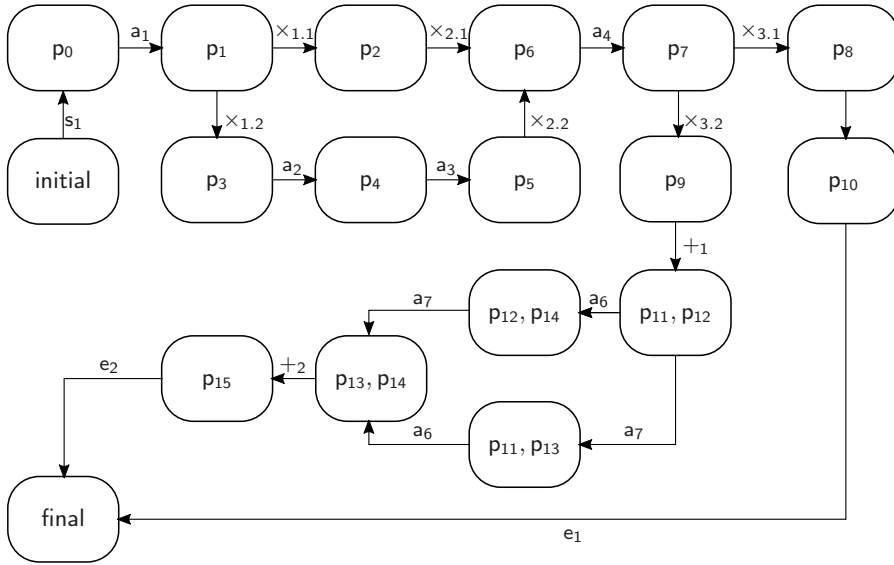 p₀ a₁ p₁ ×₁.₁ p₂ ×₂.₁ p₆ a₄ p₇ ×₃.₁ p₈
s₁ ×₁.₂ ×₂.₂ ×₃.₂
initial p₃ a₂ p₄ a₃ p₅ p₉ p₁₀
+₁
a₇ p₁₂, p₁₄ a₆ p₁₁, p₁₂
e₂ p₁₅ +₂ p₁₃, p₁₄
a₆ p₁₁, p₁₃ a₇
final
e₁